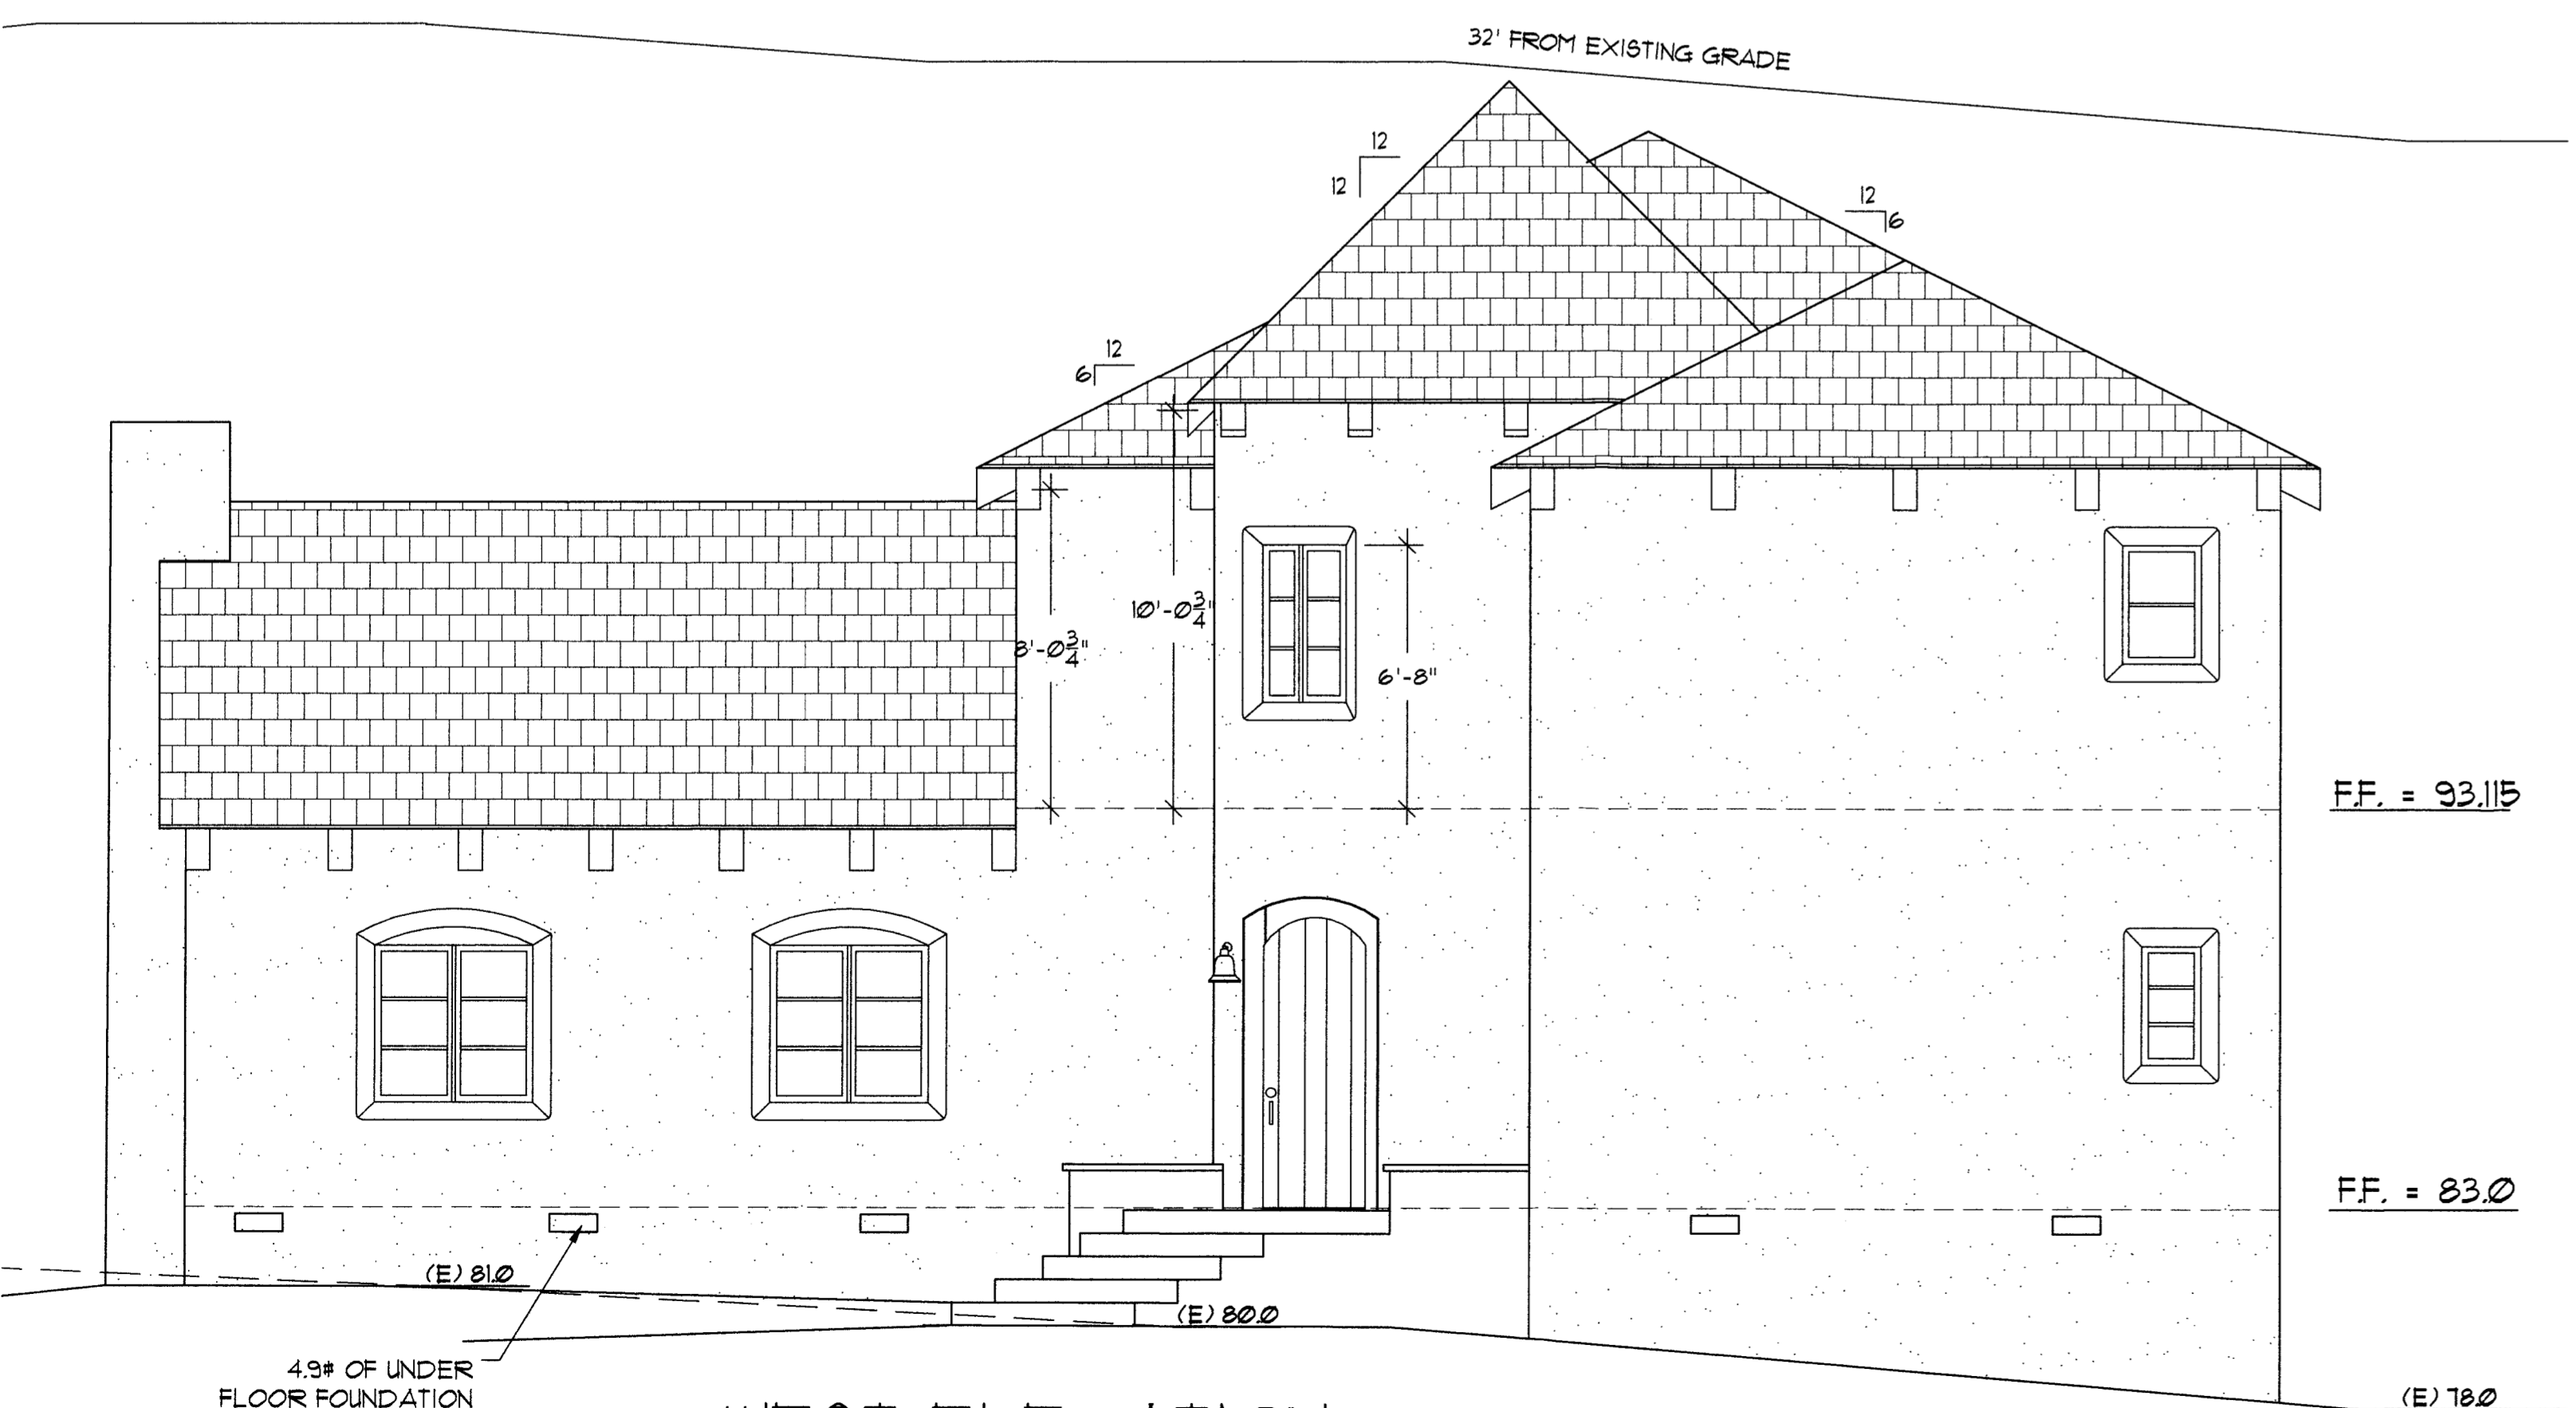 32' FROM EXISTING GRADE
12
12
12
6
12
6
10'-0 3/4"
8'-0 3/4"
6'-8"
F.F. = 93.115
F.F. = 83.0
(E) 81.0
(E) 80.0
4.9# OF UNDER
FLOOR FOUNDATION
(E) 78.0